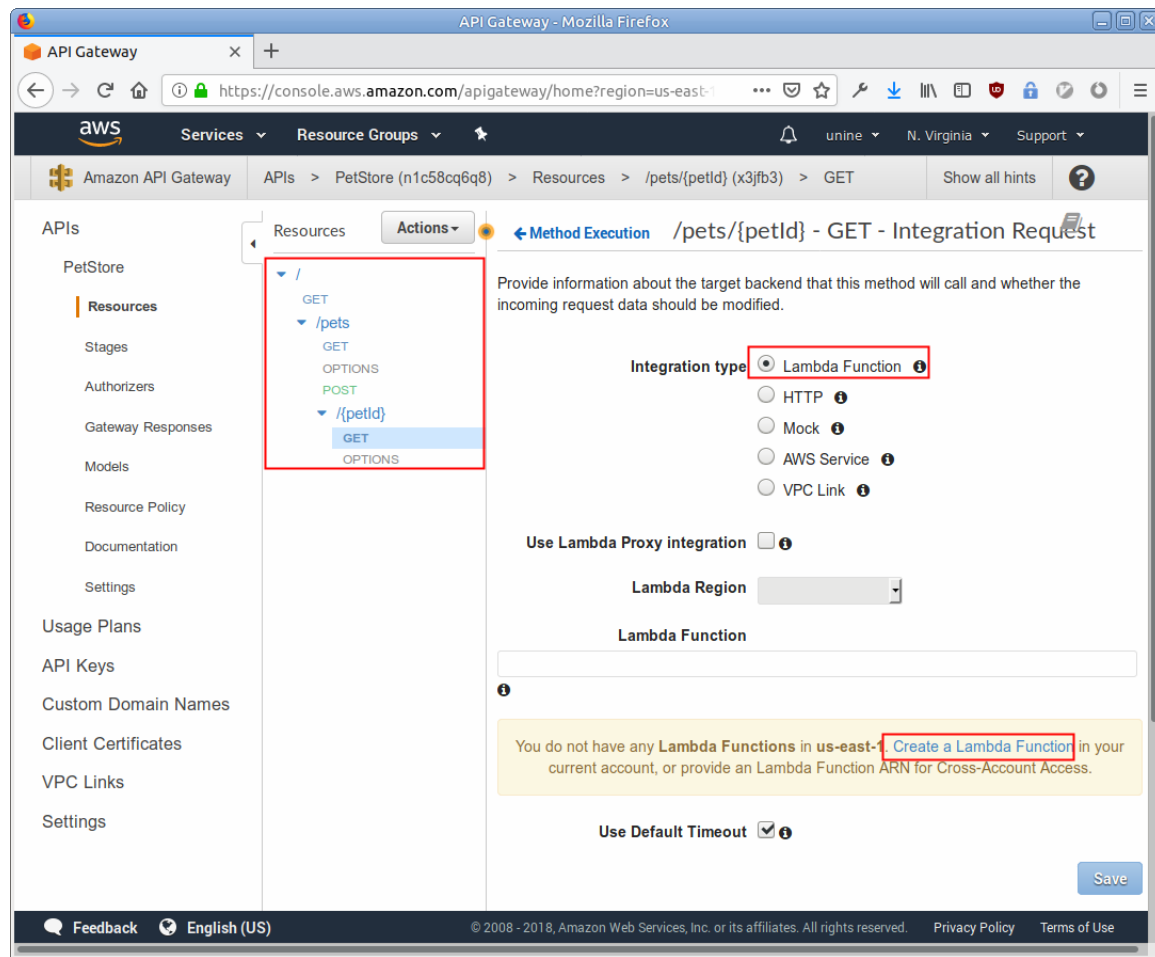 API Gateway - Mozilla Firefox
API Gateway
https://console.aws.amazon.com/apigateway/home?region=us-east-1
aws Services Resource Groups unine N. Virginia Support
Amazon API Gateway APIs > PetStore (n1c58cq6q8) > Resources > /pets/{petId} (x3jfb3) > GET Show all hints
APIs
PetStore
Resources
Stages
Authorizers
Gateway Responses
Models
Resource Policy
Documentation
Settings
Usage Plans
API Keys
Custom Domain Names
Client Certificates
VPC Links
Settings
Resources Actions
/
GET
/pets
GET
OPTIONS
POST
/{petId}
GET
OPTIONS
Method Execution /pets/{petId} - GET - Integration Request
Provide information about the target backend that this method will call and whether the
incoming request data should be modified.
Integration type Lambda Function
HTTP
Mock
AWS Service
VPC Link
Use Lambda Proxy integration
Lambda Region
Lambda Function
You do not have any Lambda Functions in us-east-1. Create a Lambda Function in your
current account, or provide an Lambda Function ARN for Cross-Account Access.
Use Default Timeout
Save
Feedback English (US) © 2008 - 2018, Amazon Web Services, Inc. or its affiliates. All rights reserved. Privacy Policy Terms of Use